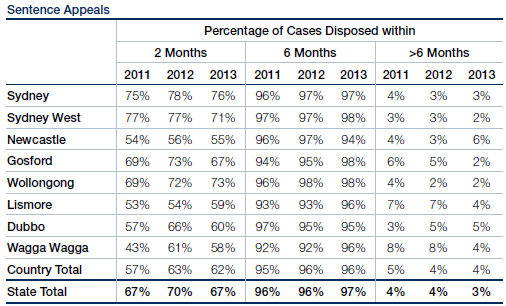 Sentence Appeals
Percentage of Cases Disposed within
2 Months 6 Months >6 Months
2011 2012 2013 2011 2012 2013 2011 2012 2013
Sydney 75% 78% 76% 96% 97% 97% 4% 3% 3%
Sydney West 77% 77% 71% 97% 97% 98% 3% 3% 2%
Newcastle 54% 56% 55% 96% 97% 94% 4% 3% 6%
Gosford 69% 73% 67% 94% 95% 98% 6% 5% 2%
Wollongong 69% 72% 73% 96% 98% 98% 4% 2% 2%
Lismore 53% 54% 59% 93% 93% 96% 7% 7% 4%
Dubbo 57% 66% 60% 97% 95% 95% 3% 5% 5%
Wagga Wagga 43% 61% 58% 92% 92% 96% 8% 8% 4%
Country Total 57% 63% 62% 95% 96% 96% 5% 4% 4%
State Total 67% 70% 67% 96% 96% 97% 4% 4% 3%